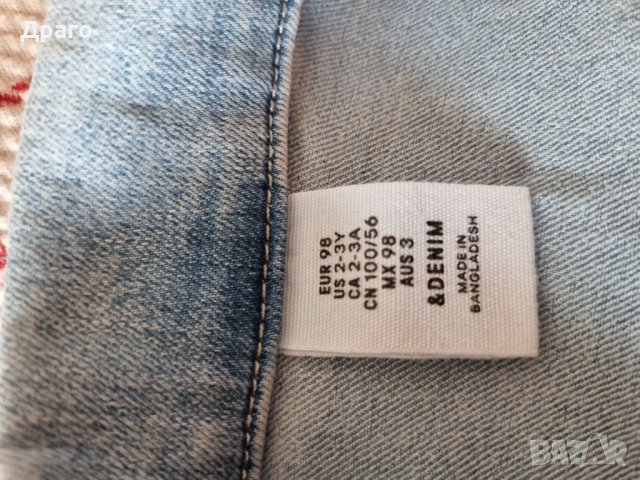 Драго
EUR 98
US 2-3Y
CA 2-3A
CN 100/56
MX 98
AUS 3
&DENIM
MADE IN
BANGLADESH
BAZAR